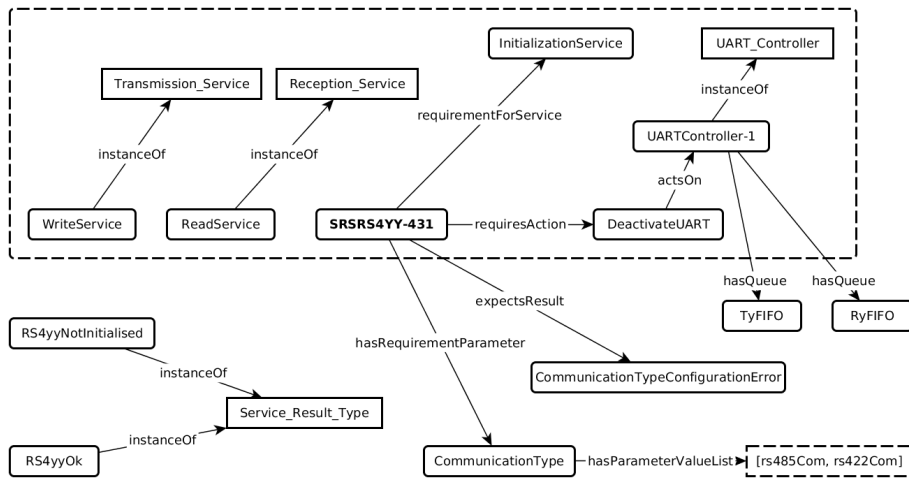 InitializationService
UART_Controller
Transmission_Service
Reception_Service
instanceOf
requirementForService
UARTController-1
instanceOf
instanceOf
actsOn
WriteService
ReadService
SRSRS4YY-431
requiresAction
DeactivateUART
hasQueue
hasQueue
expectsResult
TyFIFO
RyFIFO
RS4yyNotInitialised
hasRequirementParameter
instanceOf
CommunicationTypeConfigurationError
Service_Result_Type
instanceOf
RS4yyOk
CommunicationType
hasParameterValueList
[rs485Com, rs422Com]